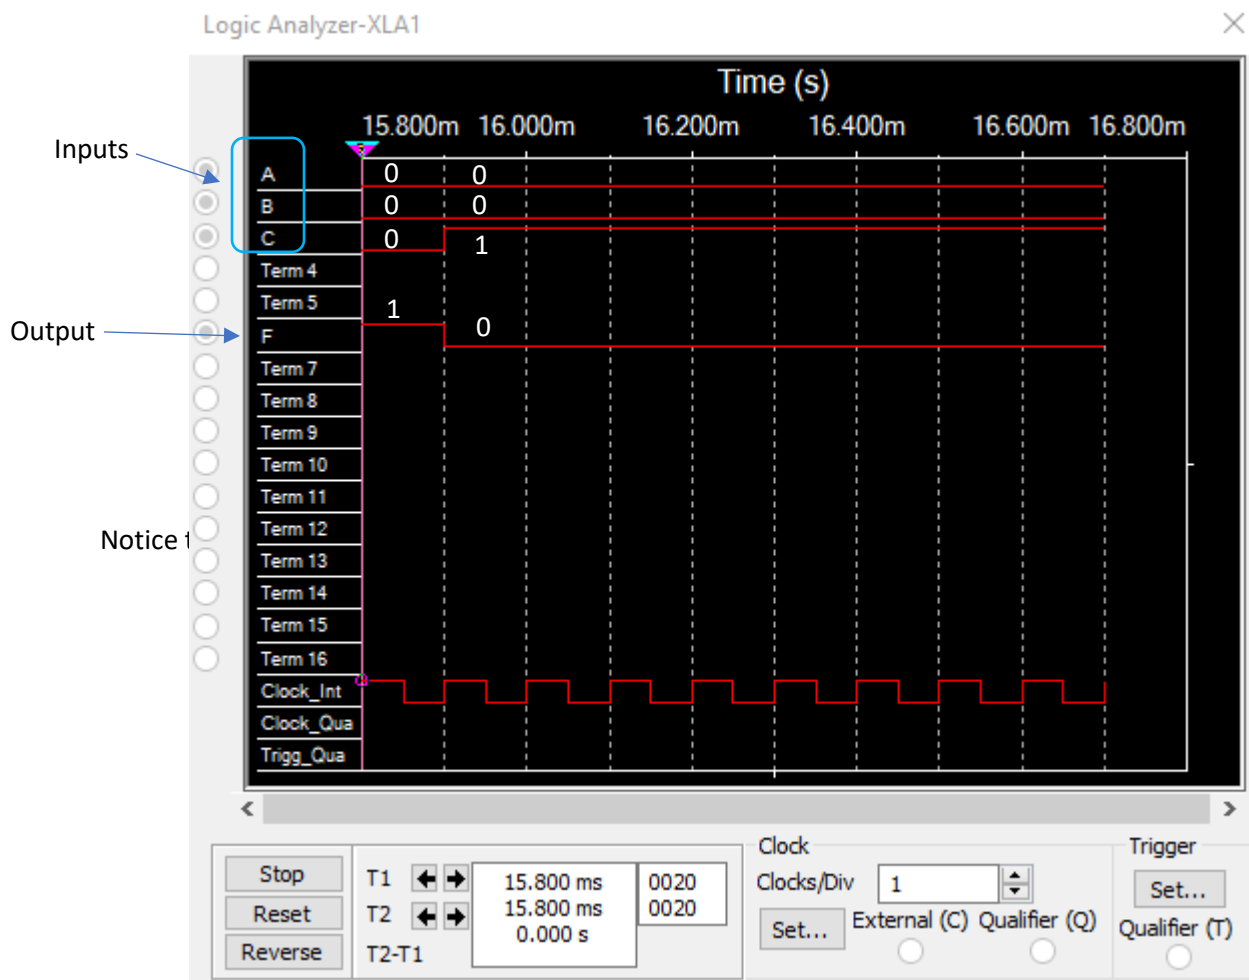 Logic Analyzer-XLA1
Time (s)
15.800m 16.000m 16.200m 16.400m 16.600m 16.800m
Inputs
A 0 0
B 0 0
C 0 1
Term 4
Term 5
1
Output
F 0
Term 7
Term 8
Term 9
Term 10
Term 11
Term 12
Notice t
Term 13
Term 14
Term 15
Term 16
Clock_Int
Clock_Qua
Trigg_Qua
Stop
Reset
Reverse
T1 15.800 ms 0020
T2 15.800 ms 0020
T2-T1 0.000 s
Clock
Clocks/Div 1
Set... External (C) Qualifier (Q)
Trigger
Set...
Qualifier (T)